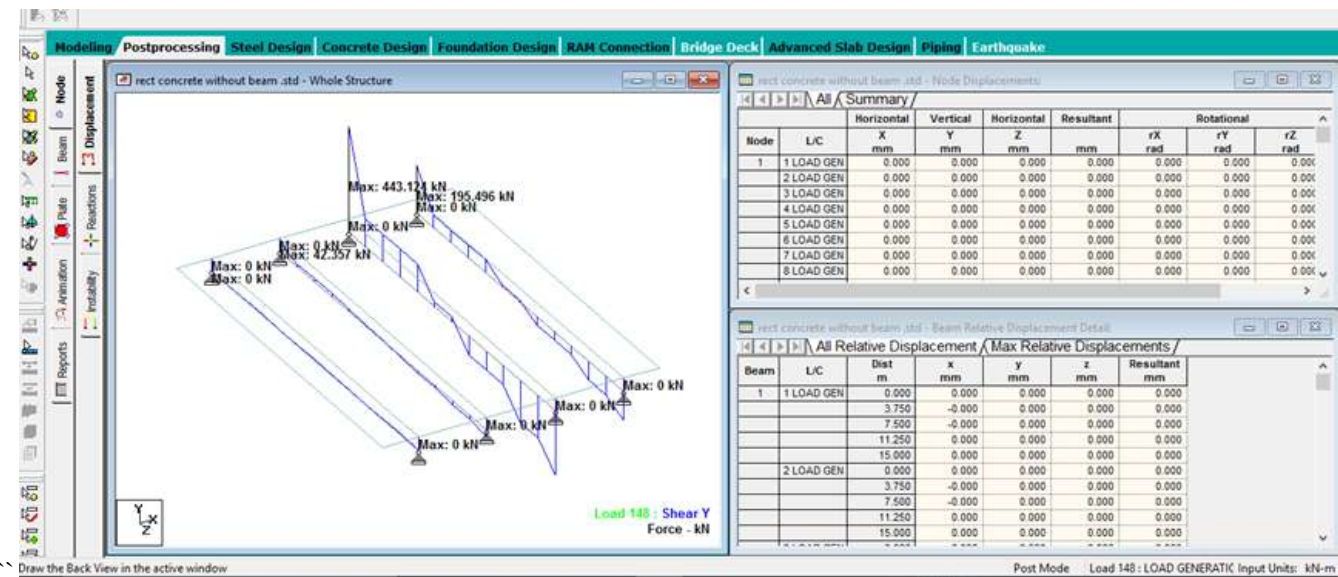 Modeling Postprocessing Steel Design Concrete Design Foundation Design RAM Connection Bridge Deck Advanced Slab Design Piping Earthquake
Node
Beam
Plate
Animation
Reports
Displacement
Reactions
Instability
rect concrete without beam .std - Whole Structure
Max: 443.124 kN
Max: 195.496 kN
Max: 0 kN
Max: 0 kN
Max: 0 kN
Max: 42.357 kN
Max: 0 kN
Max: 0 kN
Max: 0 kN
Max: 0 kN
Max: 0 kN
Max: 0 kN
Load 148 : Shear Y
Force - kN
Y
X
Z
rect concrete without beam .std - Node Displacements:
All Summary
Horizontal Vertical Horizontal Resultant Rotational
Node L/C X mm Y mm Z mm mm rX rad rY rad rZ rad
1 1 LOAD GEN 0.000 0.000 0.000 0.000 0.000 0.000 0.000
2 LOAD GEN 0.000 0.000 0.000 0.000 0.000 0.000 0.000
3 LOAD GEN 0.000 0.000 0.000 0.000 0.000 0.000 0.000
4 LOAD GEN 0.000 0.000 0.000 0.000 0.000 0.000 0.000
5 LOAD GEN 0.000 0.000 0.000 0.000 0.000 0.000 0.000
6 LOAD GEN 0.000 0.000 0.000 0.000 0.000 0.000 0.000
7 LOAD GEN 0.000 0.000 0.000 0.000 0.000 0.000 0.000
8 LOAD GEN 0.000 0.000 0.000 0.000 0.000 0.000 0.000
rect concrete without beam .std - Beam Relative Displacement Detail:
All Relative Displacement Max Relative Displacements
Beam L/C Dist m x mm y mm z mm Resultant mm
1 1 LOAD GEN 0.000 0.000 0.000 0.000 0.000
3.750 -0.000 0.000 0.000 0.000
7.500 -0.000 0.000 0.000 0.000
11.250 0.000 0.000 0.000 0.000
15.000 0.000 0.000 0.000 0.000
2 LOAD GEN 0.000 0.000 0.000 0.000 0.000
3.750 -0.000 0.000 0.000 0.000
7.500 -0.000 0.000 0.000 0.000
11.250 0.000 0.000 0.000 0.000
15.000 0.000 0.000 0.000 0.000
`` Draw the Back View in the active window
Post Mode Load 148 : LOAD GENERATIC Input Units: kN-m